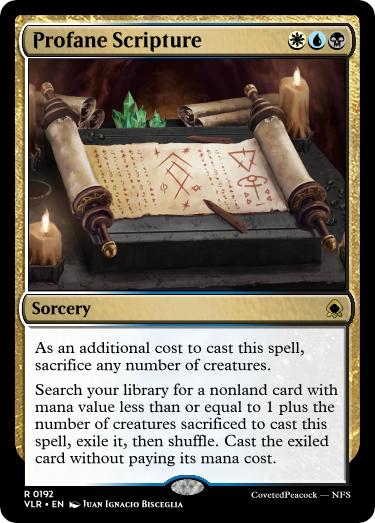 Profane Scripture
Sorcery
As an additional cost to cast this spell,
sacrifice any number of creatures.
Search your library for a nonland card with
mana value less than or equal to 1 plus the
number of creatures sacrificed to cast this
spell, exile it, then shuffle. Cast the exiled
card without paying its mana cost.
R 0192
VLR • EN Juan Ignacio Bisceglia
CovetedPeacock — NFS